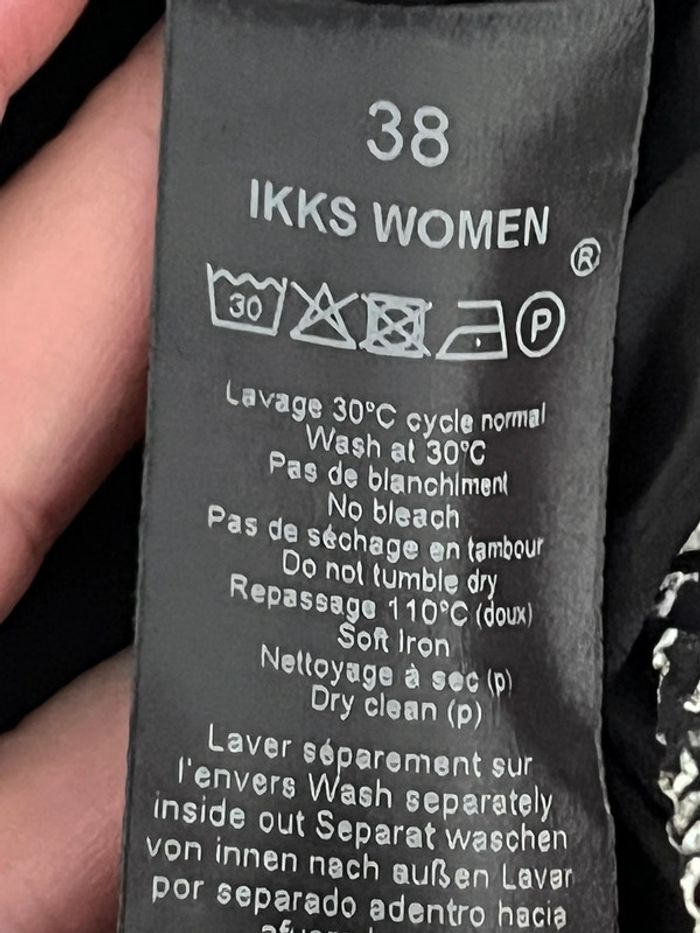 38
IKKS WOMEN
®
30 P
Lavage 30°C cycle normal
Wash at 30°C
Pas de blanchiment
No bleach
Pas de séchage en tambour
Do not tumble dry
Repassage 110°C (doux)
Soft Iron
Nettoyage à sec (p)
Dry clean (p)
Laver séparement sur
l'envers Wash separately
inside out Separat waschen
von innen nach außen Lavar
por separado adentro hacia